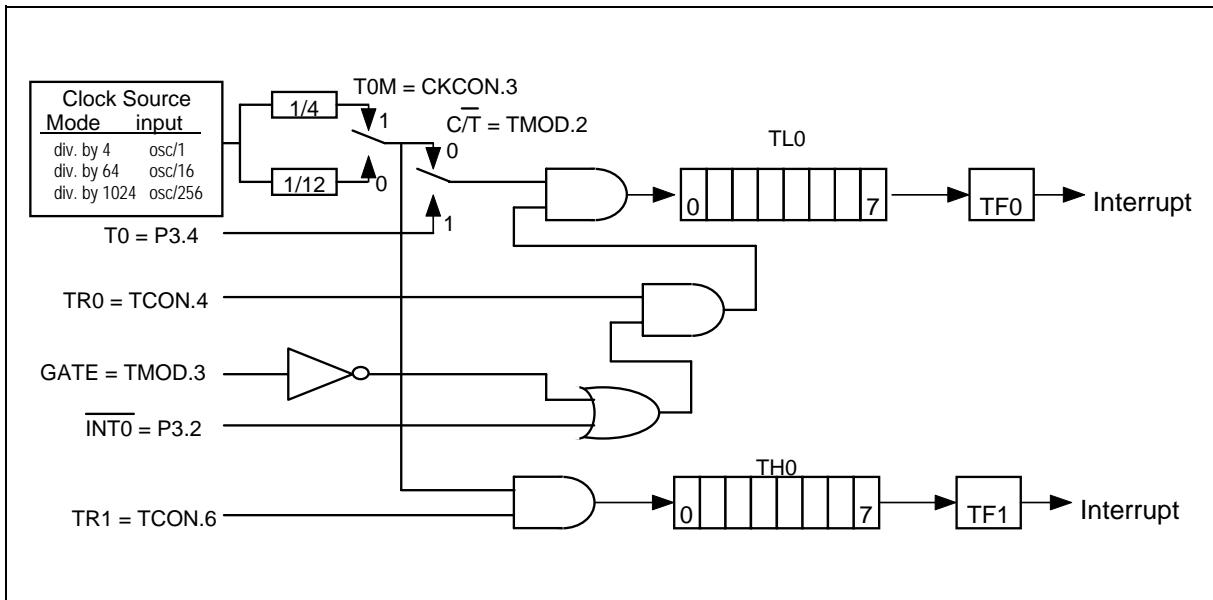 Clock Source
Mode input
div. by 4 osc/1
div. by 64 osc/16
div. by 1024 osc/256
1/4
1/12
T0M = CKCON.3
1
0
C/T̅ = TMOD.2
0
1
T0 = P3.4
TL0
0 7
TF0
Interrupt
TR0 = TCON.4
GATE = TMOD.3
I̅N̅T̅0̅ = P3.2
TH0
0 7
TF1
Interrupt
TR1 = TCON.6